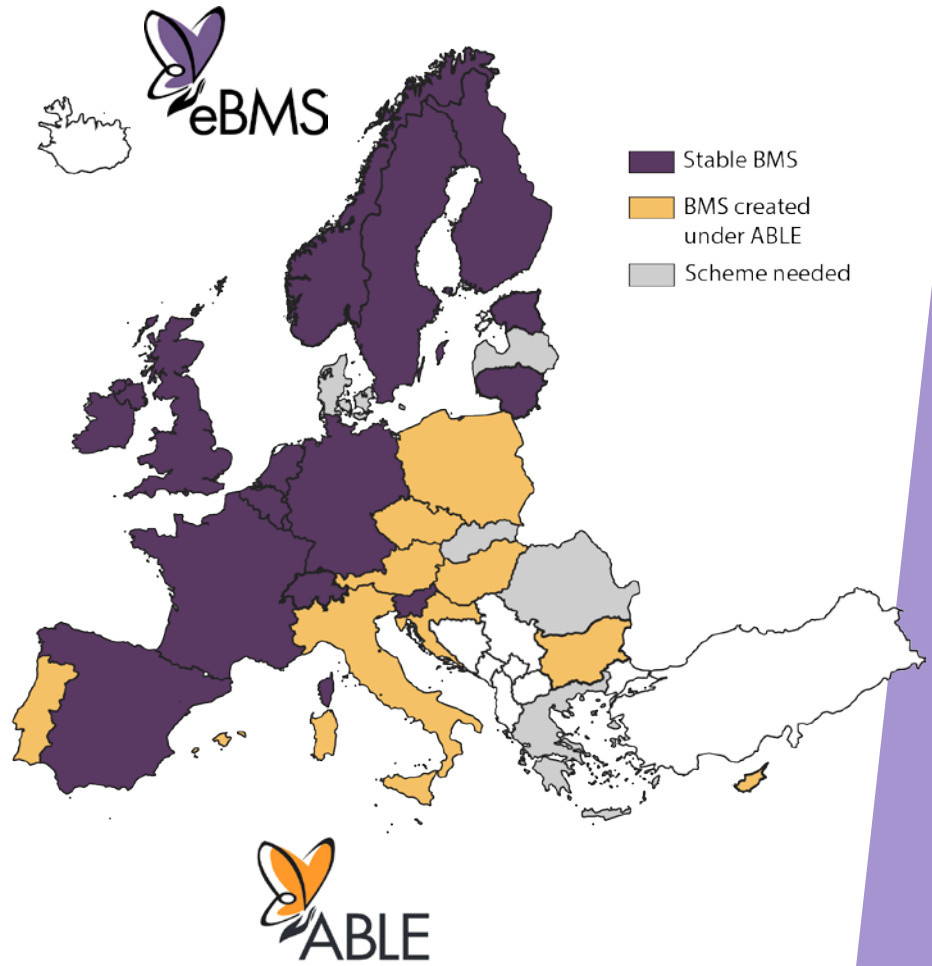 eBMS
Stable BMS
BMS created
under ABLE
Scheme needed
ABLE